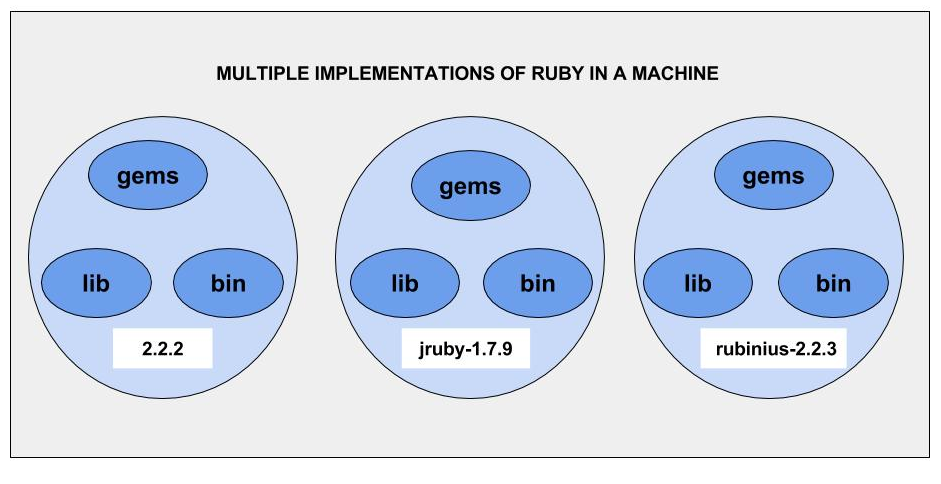 MULTIPLE IMPLEMENTATIONS OF RUBY IN A MACHINE
gems
lib
bin
2.2.2
gems
lib
bin
jruby-1.7.9
gems
lib
bin
rubinius-2.2.3